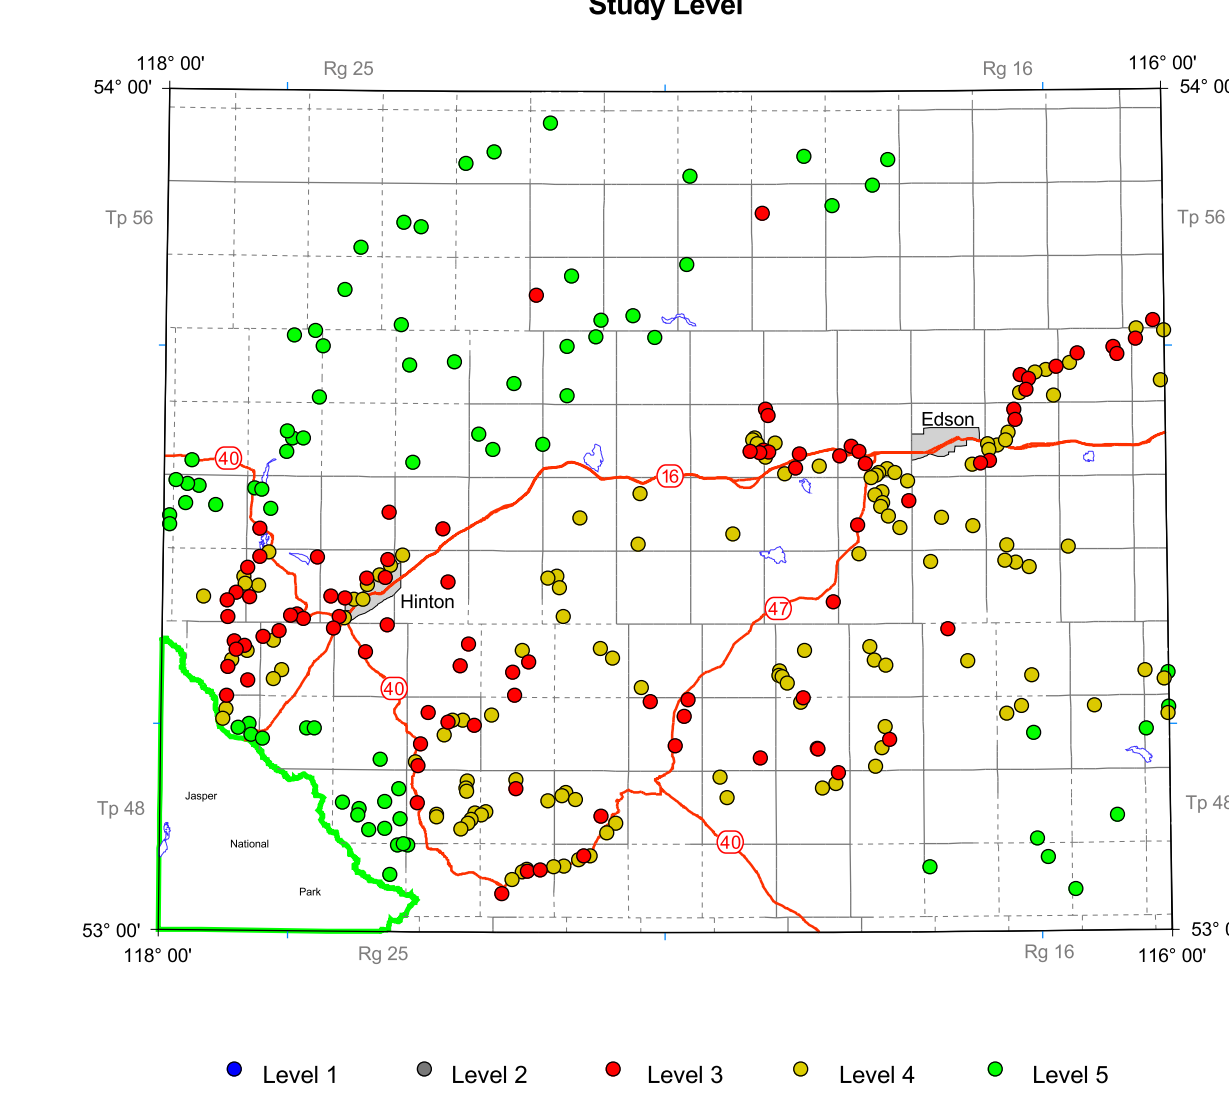 Study Level
118° 00'
Rg 25
Rg 16
116° 00'
54° 00'
54° 00
Tp 56
Tp 56
Edson
40
16
Hinton
47
40
Jasper
Tp 48
Tp 48
National
40
Park
53° 00'
53°
118° 00'
Rg 25
Rg 16
116° 00'
Level 1
Level 2
Level 3
Level 4
Level 5